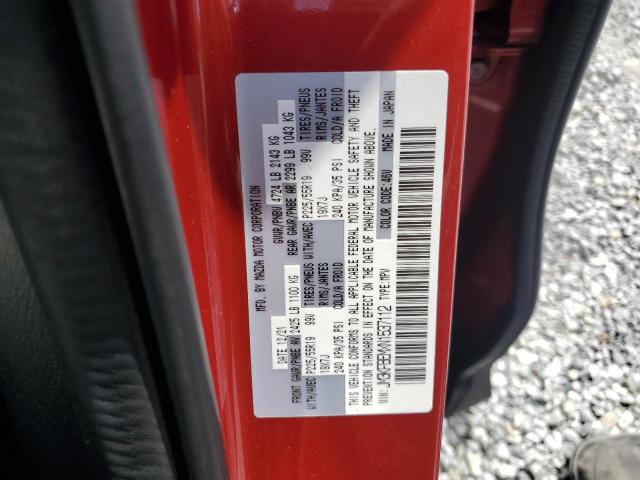 MFD. BY MAZDA MOTOR CORPORATION
DATE 12/21 GVWR/PNBV 4724 LB 2143 KG
FRONT GAWR/PNBE AV 2425 LB 1100 KG REAR GAWR/PNBE AR 2299 LB 1043 KG
WITH/AVEC P225/55R19 99V TIRES/PNEUS WITH/AVEC P225/55R19 99V TIRES/PNEUS
19X7J RIMS/JANTES 19X7J RIMS/JANTES
240 KPA/35 PSI COLD/A FROID 240 KPA/35 PSI COLD/A FROID
THIS VEHICLE CONFORMS TO ALL APPLICABLE FEDERAL MOTOR VEHICLE SAFETY AND THEFT
PREVENTION STANDARDS IN EFFECT ON THE DATE OF MANUFACTURE SHOWN ABOVE.
TYPE:MPV COLOR CODE:46V MADE IN JAPAN